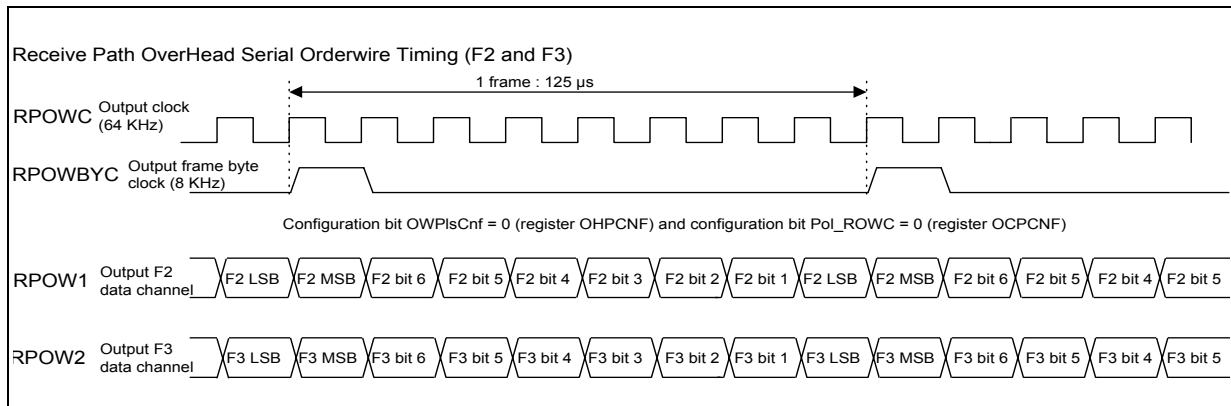 Receive Path OverHead Serial Orderwire Timing (F2 and F3)
1 frame : 125 µs
RPOWC Output clock
(64 KHz)
RPOWBYC Output frame byte
clock (8 KHz)
Configuration bit OWPlsCnf = 0 (register OHPCNF) and configuration bit Pol_ROWC = 0 (register OCPCNF)
RPOW1 Output F2
data channel
F2 LSB F2 MSB F2 bit 6 F2 bit 5 F2 bit 4 F2 bit 3 F2 bit 2 F2 bit 1 F2 LSB F2 MSB F2 bit 6 F2 bit 5 F2 bit 4 F2 bit 5
RPOW2 Output F3
data channel
F3 LSB F3 MSB F3 bit 6 F3 bit 5 F3 bit 4 F3 bit 3 F3 bit 2 F3 bit 1 F3 LSB F3 MSB F3 bit 6 F3 bit 5 F3 bit 4 F3 bit 5